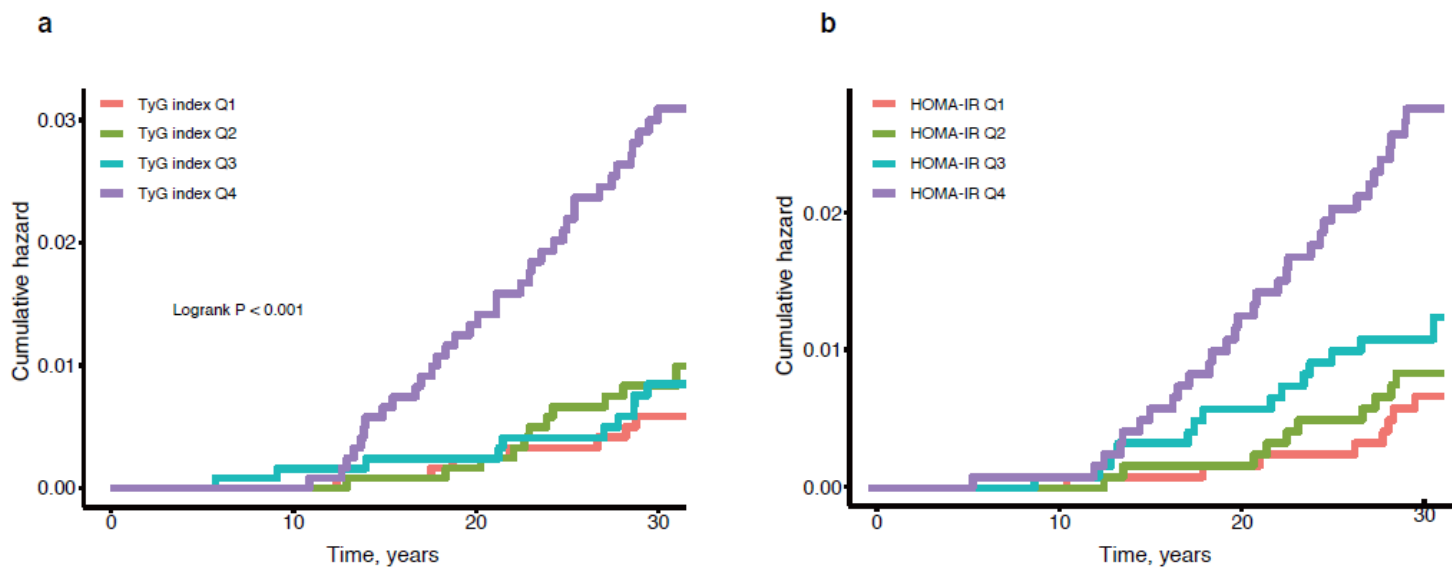 a
TyG index Q1
TyG index Q2
TyG index Q3
TyG index Q4
Logrank P < 0.001
Cumulative hazard
0.03
0.02
0.01
0.00
0 10 20 30
Time, years
b
HOMA-IR Q1
HOMA-IR Q2
HOMA-IR Q3
HOMA-IR Q4
Cumulative hazard
0.02
0.01
0.00
0 10 20 30
Time, years